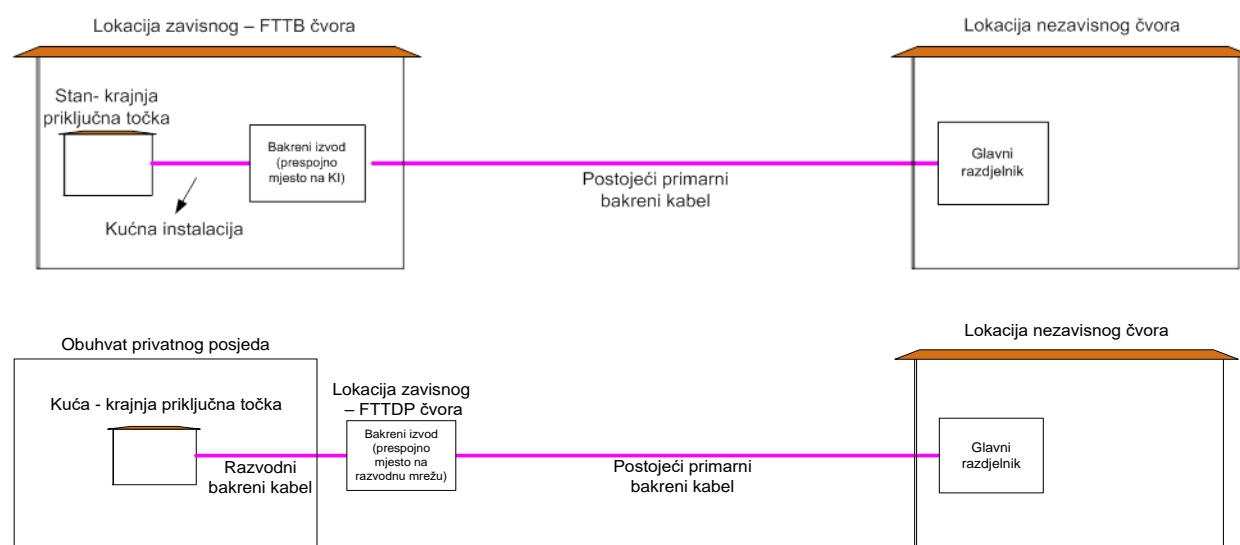 Lokacija zavisnog – FTTB čvora
Lokacija nezavisnog čvora
Stan- krajnja
priključna točka
Bakreni izvod
(prespojno
mjesto na KI)
Kućna instalacija
Postojeći primarni
bakreni kabel
Glavni
razdjelnik
Obuhvat privatnog posjeda
Lokacija nezavisnog čvora
Kuća - krajnja priključna točka
Lokacija zavisnog
– FTTDP čvora
Bakreni izvod
(prespojno
mjesto na
razvodnu mrežu)
Razvodni
bakreni kabel
Postojeći primarni
bakreni kabel
Glavni
razdjelnik